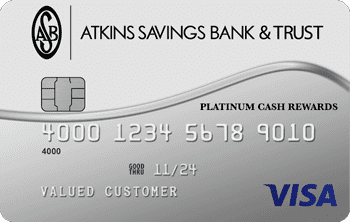 ASB
ATKINS SAVINGS BANK & TRUST
PLATINUM CASH REWARDS
4000 1234 5678 9010
4000
GOOD
THRU
11/24
VALUED CUSTOMER
VISA